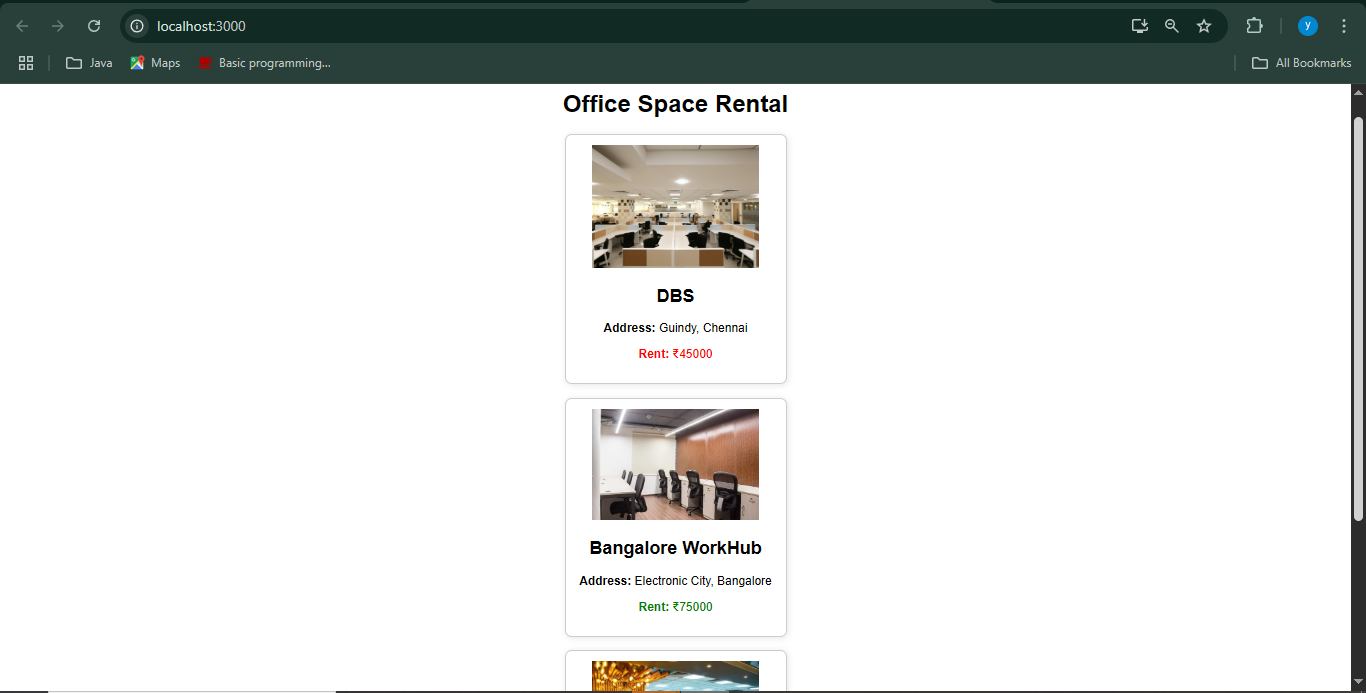 localhost:3000
y
Java
Maps
Basic programming...
All Bookmarks
Office Space Rental
DBS
Address: Guindy, Chennai
Rent: ₹45000
Bangalore WorkHub
Address: Electronic City, Bangalore
Rent: ₹75000